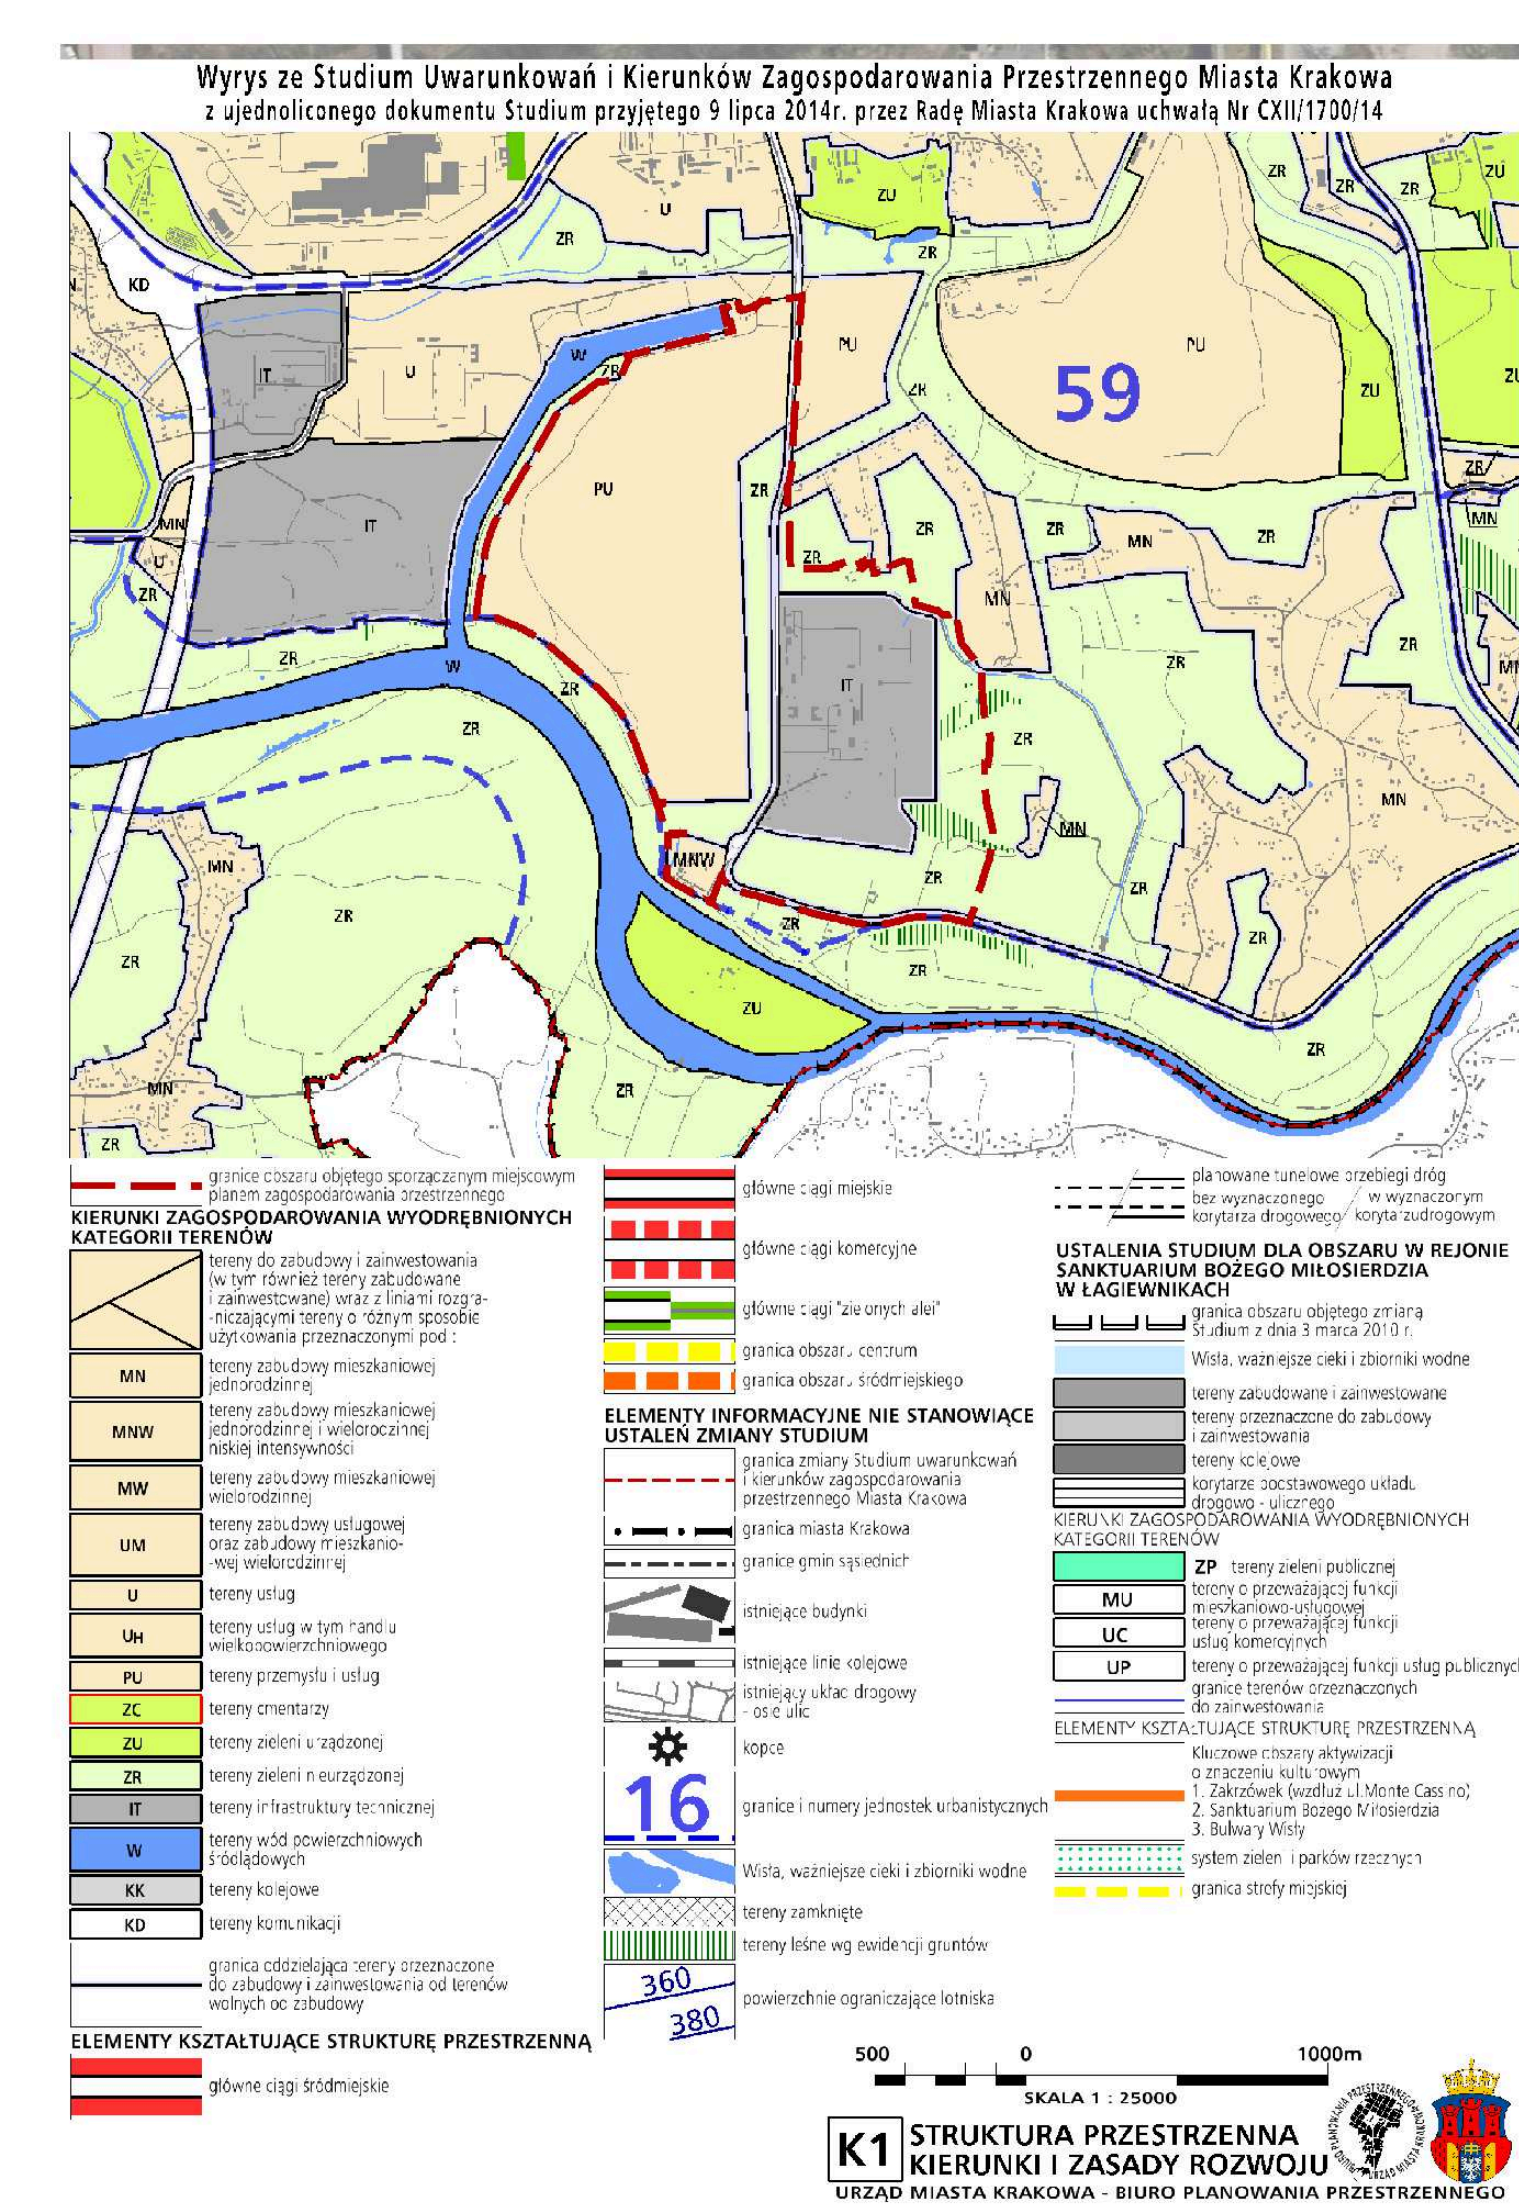 Wyrys ze Studium Uwarunkowań i Kierunków Zagospodarowania Przestrzennego Miasta Krakowa
z ujednoliconego dokumentu Studium przyjętego 9 lipca 2014r. przez Radę Miasta Krakowa uchwałą Nr CXII/1700/14
ZU
ZR
ZR
ZR
ZU
U
ZR
ZR
KD
PU
PU
W
ZR
IT
U
ZR
59
ZU
ZU
ZR
PU
ZR
MN
IT
ZR
ZR
MN
ZR
MN
U
ZR
ZR
MN
ZR
W
ZR
IT
ZR
ZR
MN
ZR
ZR
MN
MN
MN
MNW
ZR
ZR
ZR
ZR
ZR
ZR
ZR
ZU
ZR
MN
ZR
ZR
granice obszaru objętego sporządzanym miejscowym
planem zagospodarowania przestrzennego
KIERUNKI ZAGOSPODAROWANIA WYODRĘBNIONYCH
KATEGORII TERENÓW
tereny do zabudowy i zainwestowania
(w tym również tereny zabudowane
i zainwestowane) wraz z liniami rozgra-
-niczającymi tereny o różnym sposobie
użytkowania przeznaczonymi pod :
MN tereny zabudowy mieszkaniowej
jednorodzinnej
MNW tereny zabudowy mieszkaniowej
jednorodzinnej i wielorodzinnej
niskiej intensywności
MW tereny zabudowy mieszkaniowej
wielorodzinnej
UM tereny zabudowy usługowej
oraz zabudowy mieszkanio-
-wej wielorodzinnej
U tereny usług
UH tereny usług w tym handlu
wielkopowierzchniowego
PU tereny przemysłu i usług
ZC tereny cmentarzy
ZU tereny zieleni urządzonej
ZR tereny zieleni nieurządzonej
IT tereny infrastruktury technicznej
W tereny wód powierzchniowych
śródlądowych
KK tereny kolejowe
KD tereny komunikacji
granica oddzielająca tereny przeznaczone
do zabudowy i zainwestowania od terenów
wolnych od zabudowy
ELEMENTY KSZTAŁTUJĄCE STRUKTURĘ PRZESTRZENNĄ
główne ciągi śródmiejskie
główne ciągi miejskie
główne ciągi komercyjne
główne ciągi "zielonych alei"
granica obszaru centrum
granica obszaru śródmiejskiego
ELEMENTY INFORMACYJNE NIE STANOWIĄCE
USTALEŃ ZMIANY STUDIUM
granica zmiany Studium uwarunkowań
i kierunków zagospodarowania
przestrzennego Miasta Krakowa
granica miasta Krakowa
granice gmin sąsiednich
istniejące budynki
istniejące linie kolejowe
istniejący układ drogowy
- osie ulic
kopce
16 granice i numery jednostek urbanistycznych
Wisła, ważniejsze cieki i zbiorniki wodne
tereny zamknięte
tereny leśne wg ewidencji gruntów
360
380
powierzchnie ograniczające lotniska
planowane tunelowe przebiegi dróg
bez wyznaczonego / w wyznaczonym
korytarza drogowego / korytarzudrogowym
USTALENIA STUDIUM DLA OBSZARU W REJONIE
SANKTUARIUM BOŻEGO MIŁOSIERDZIA
W ŁAGIEWNIKACH
granica obszaru objętego zmianą
Studium z dnia 3 marca 2010 r.
Wisła, ważniejsze cieki i zbiorniki wodne
tereny zabudowane i zainwestowane
tereny przeznaczone do zabudowy
i zainwestowania
tereny kolejowe
korytarze podstawowego układu
drogowo - ulicznego
KIERUNKI ZAGOSPODAROWANIA WYODRĘBNIONYCH
KATEGORII TERENÓW
ZP tereny zieleni publicznej
MU tereny o przeważającej funkcji
mieszkaniowo-usługowej
UC tereny o przeważającej funkcji
usług komercyjnych
UP tereny o przeważającej funkcji usług publicznych
granice terenów przeznaczonych
do zainwestowania
ELEMENTY KSZTAŁTUJĄCE STRUKTURĘ PRZESTRZENNĄ
Kluczowe obszary aktywizacji
o znaczeniu kulturowym
1. Zakrzówek (wzdłuż ul.Monte Cassino)
2. Sanktuarium Bożego Miłosierdzia
3. Bulwary Wisły
system zieleni i parków rzecznych
granica strefy miejskiej
500 0 1000m
SKALA 1 : 25000
K1
STRUKTURA PRZESTRZENNA
KIERUNKI I ZASADY ROZWOJU
URZĄD MIASTA KRAKOWA - BIURO PLANOWANIA PRZESTRZENNEGO